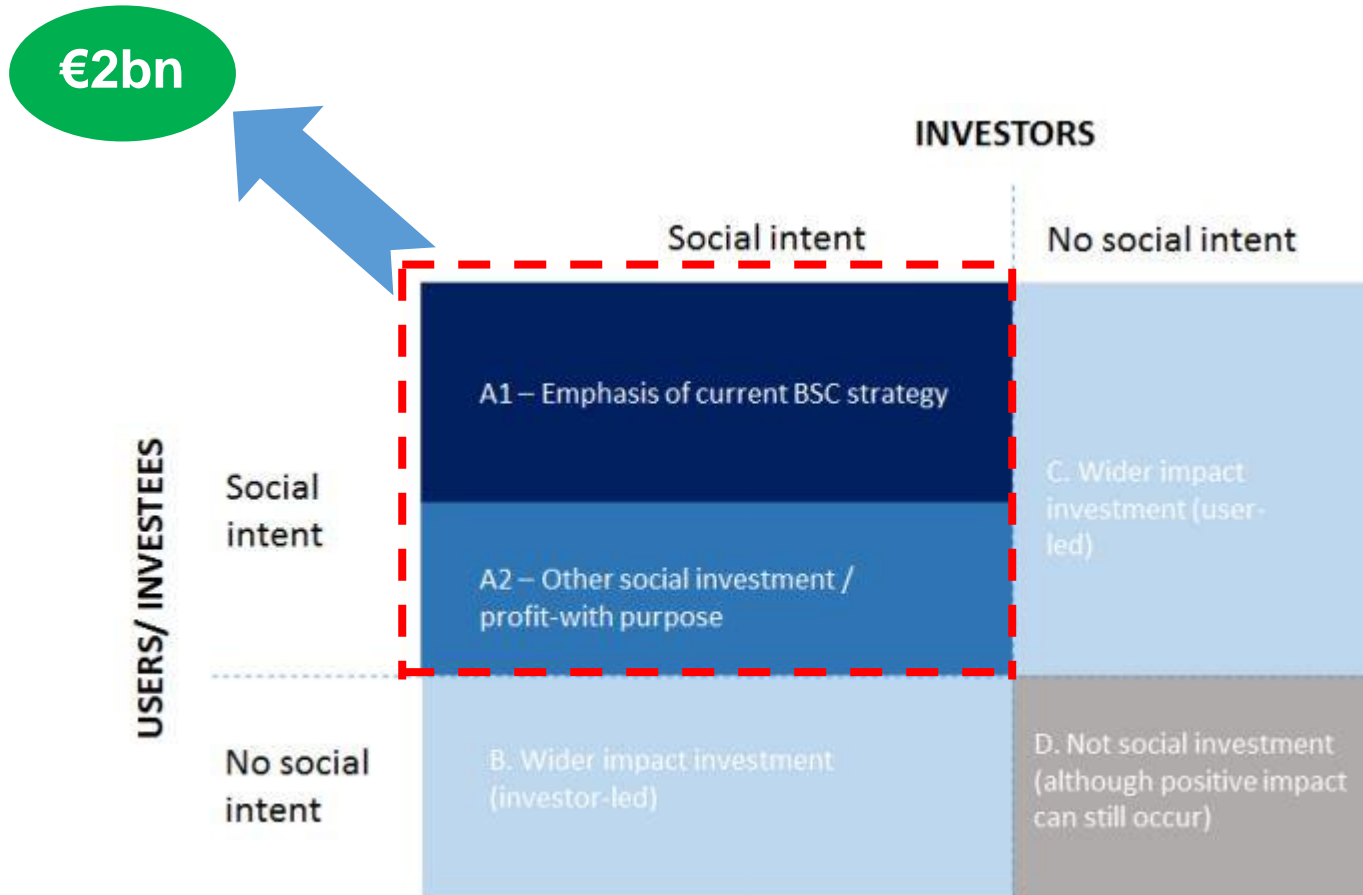 €2bn
INVESTORS
Social intent
No social intent
USERS/ INVESTEES
Social
intent
A1 – Emphasis of current BSC strategy
A2 – Other social investment /
profit-with purpose
C. Wider impact
investment (user-
led)
No social
intent
B. Wider impact investment
(investor-led)
D. Not social investment
(although positive impact
can still occur)